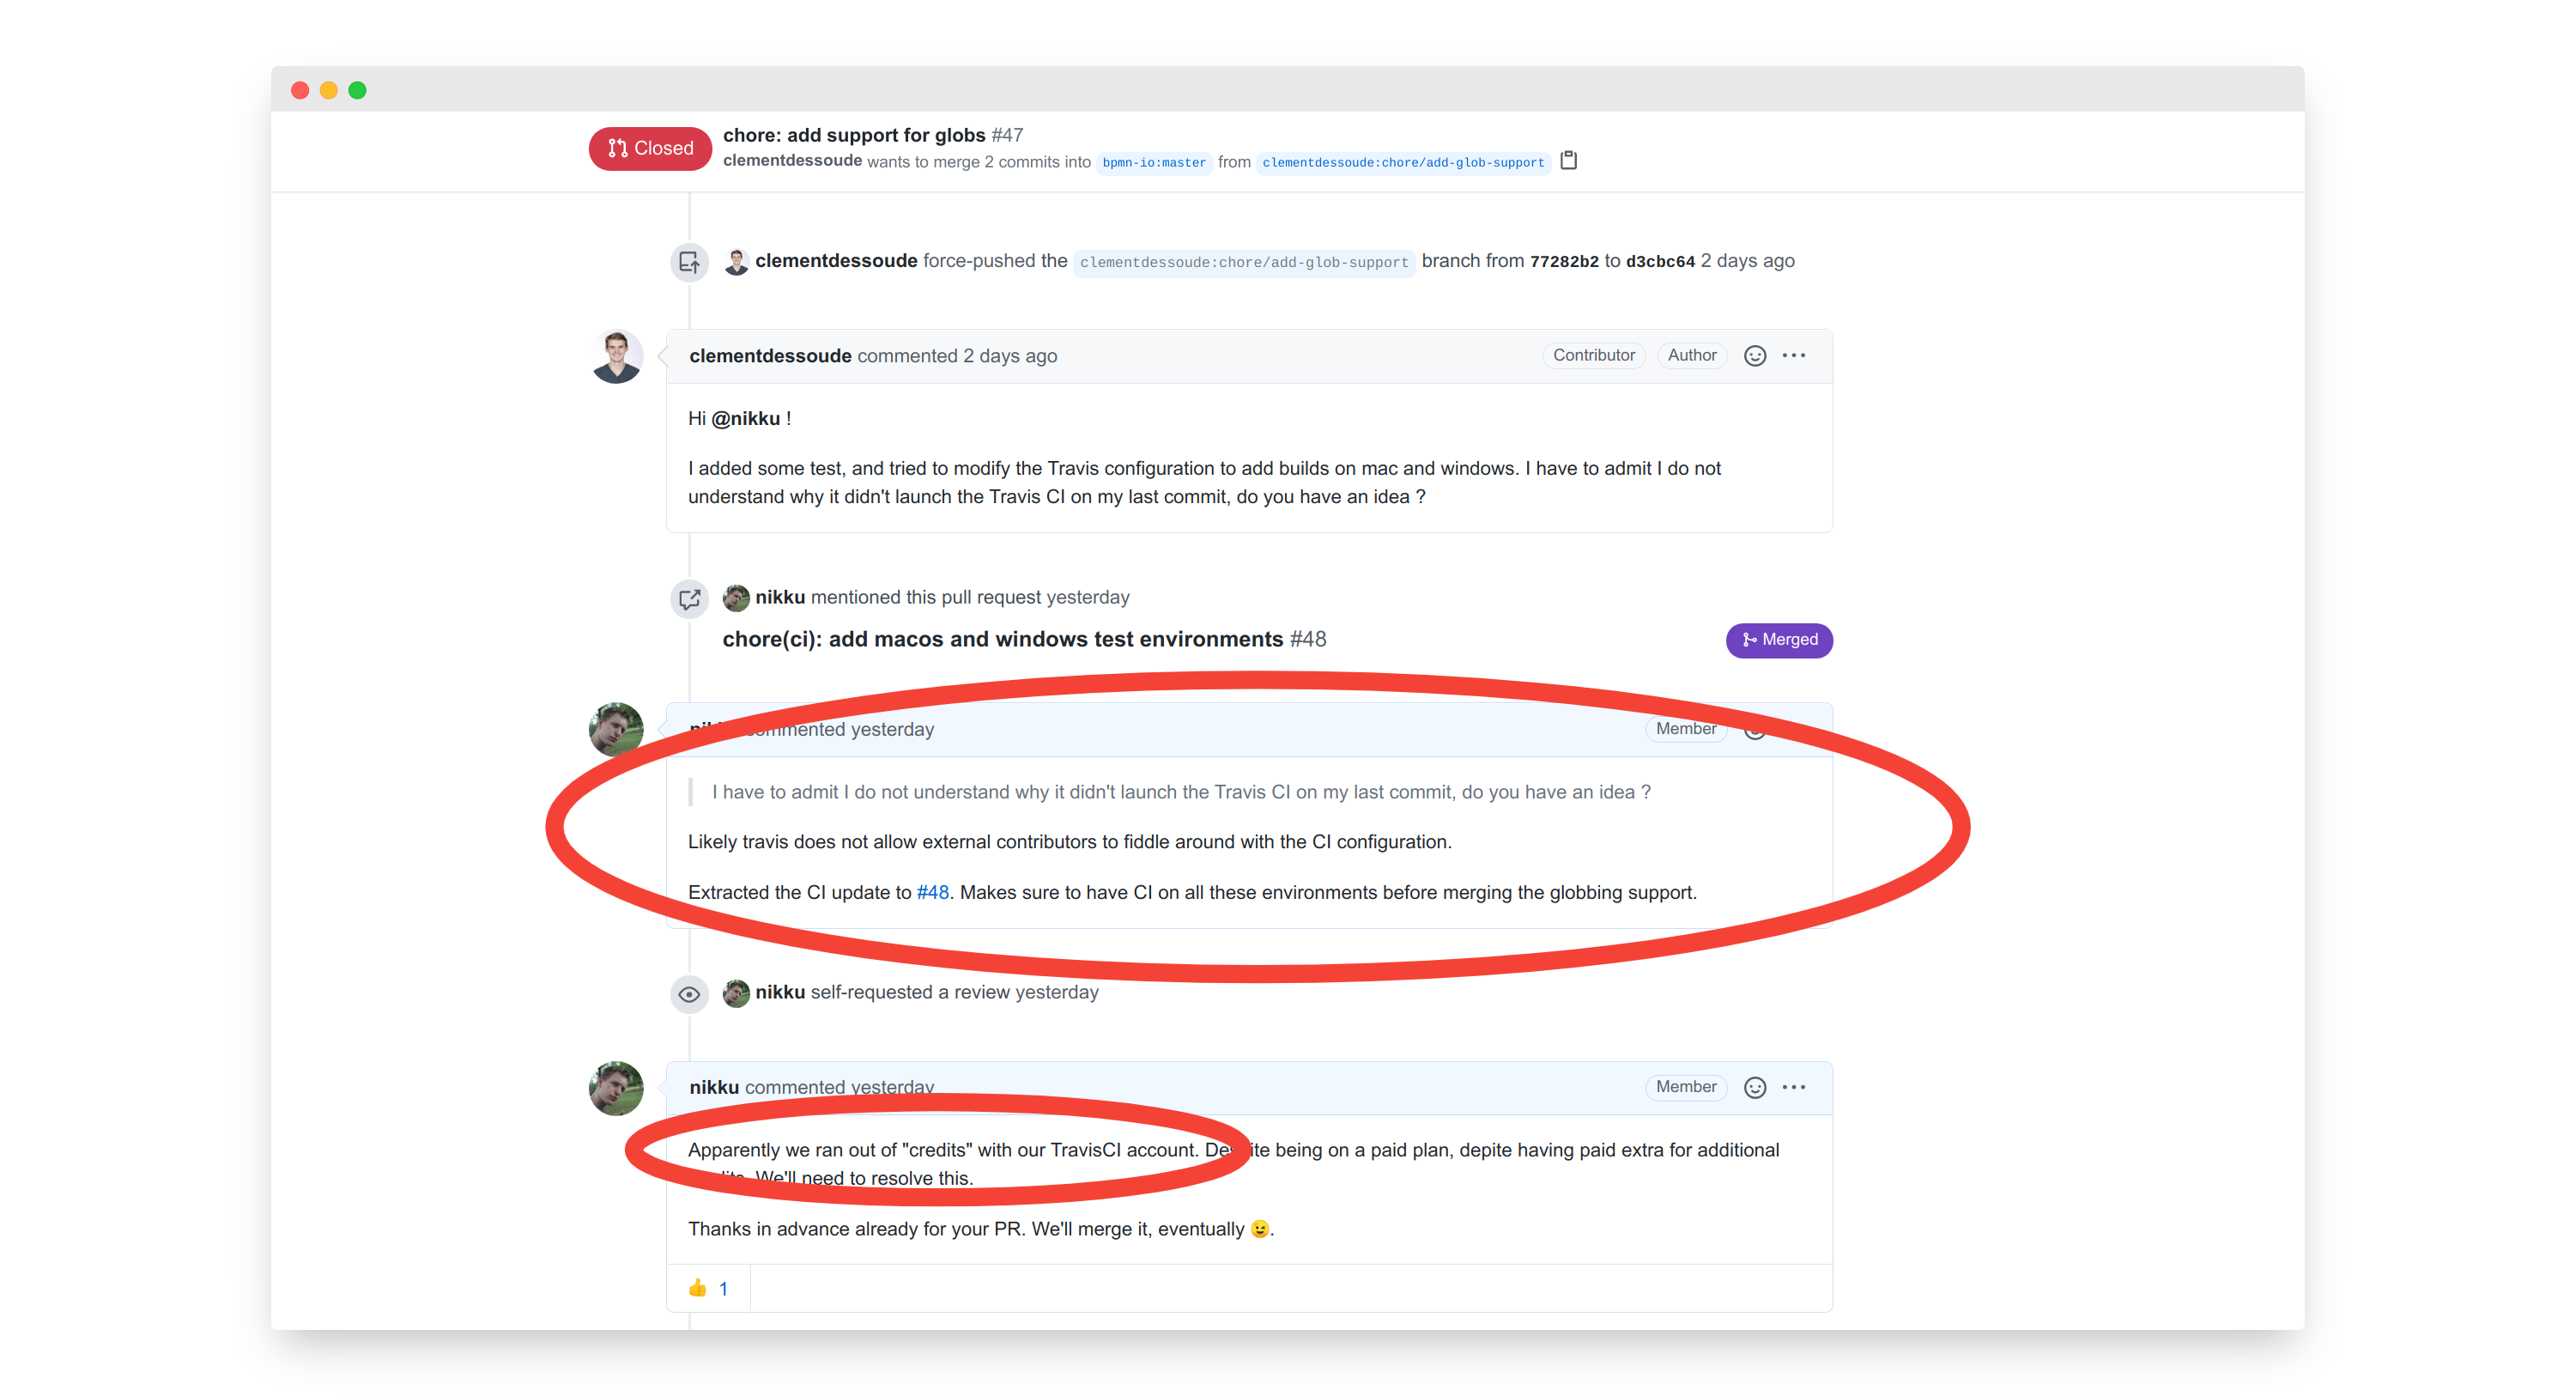 Closed
chore: add support for globs #47
clementdessoude wants to merge 2 commits into bpmn-io:master from clementdessoude:chore/add-glob-support
clementdessoude force-pushed the clementdessoude:chore/add-glob-support branch from 77282b2 to d3cbc64 2 days ago
clementdessoude commented 2 days ago
Contributor Author
Hi @nikku !
I added some test, and tried to modify the Travis configuration to add builds on mac and windows. I have to admit I do not
understand why it didn't launch the Travis CI on my last commit, do you have an idea ?
nikku mentioned this pull request yesterday
chore(ci): add macos and windows test environments #48
Merged
commented yesterday
Member
I have to admit I do not understand why it didn't launch the Travis CI on my last commit, do you have an idea ?
Likely travis does not allow external contributors to fiddle around with the CI configuration.
Extracted the CI update to #48. Makes sure to have CI on all these environments before merging the globbing support.
nikku self-requested a review yesterday
nikku commented yesterday
Member
Apparently we ran out of "credits" with our TravisCI account. Despite being on a paid plan, depite having paid extra for additional
We'll need to resolve this.
Thanks in advance already for your PR. We'll merge it, eventually 😉.
👍 1